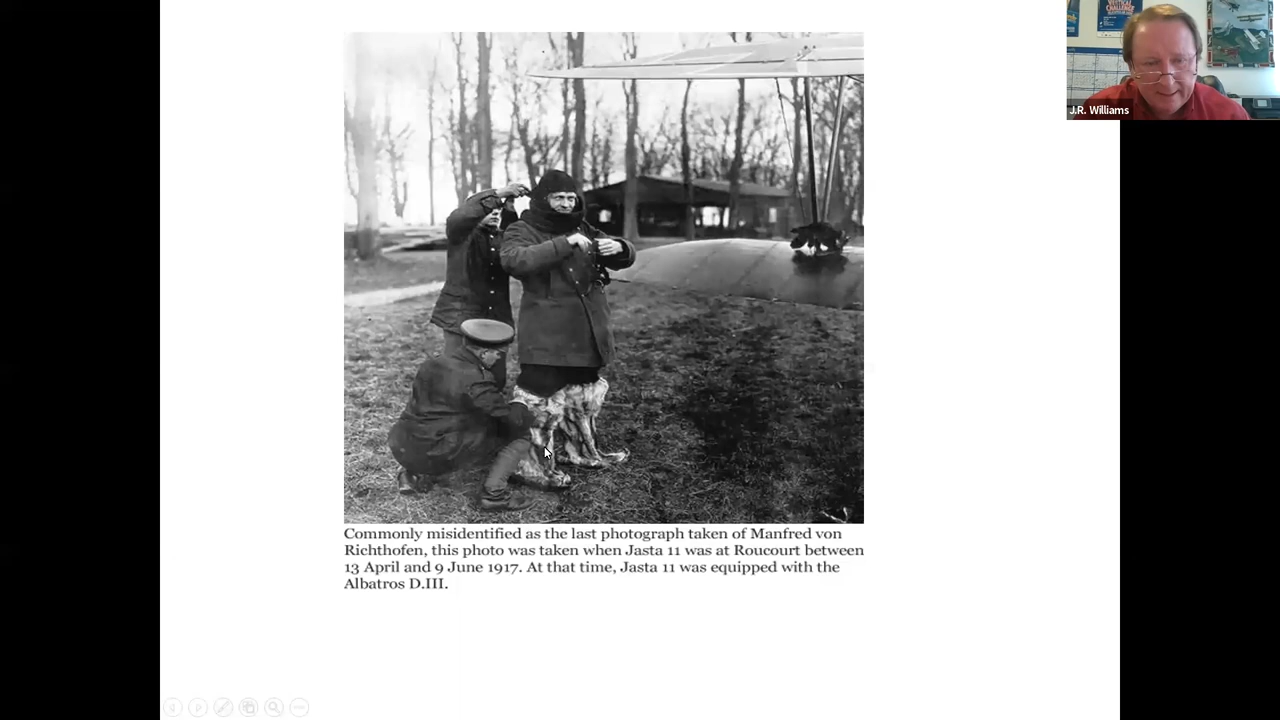 VERTICAL
CHALLENGE
J.R. Williams
Commonly misidentified as the last photograph taken of Manfred von
Richthofen, this photo was taken when Jasta 11 was at Roucourt between
13 April and 9 June 1917. At that time, Jasta 11 was equipped with the
Albatros D.III.